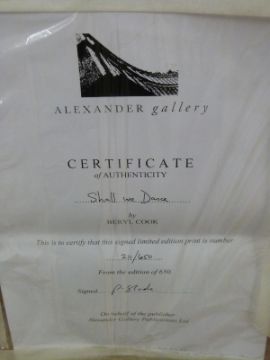 ALEXANDER gallery
CERTIFICATE
of AUTHENTICITY
Shall we Dance
by
BERYL COOK
This is to certify that this signed limited edition print is number
211/650
From the edition of 650
Signed
On behalf of the publisher
Alexander Gallery Publications Ltd